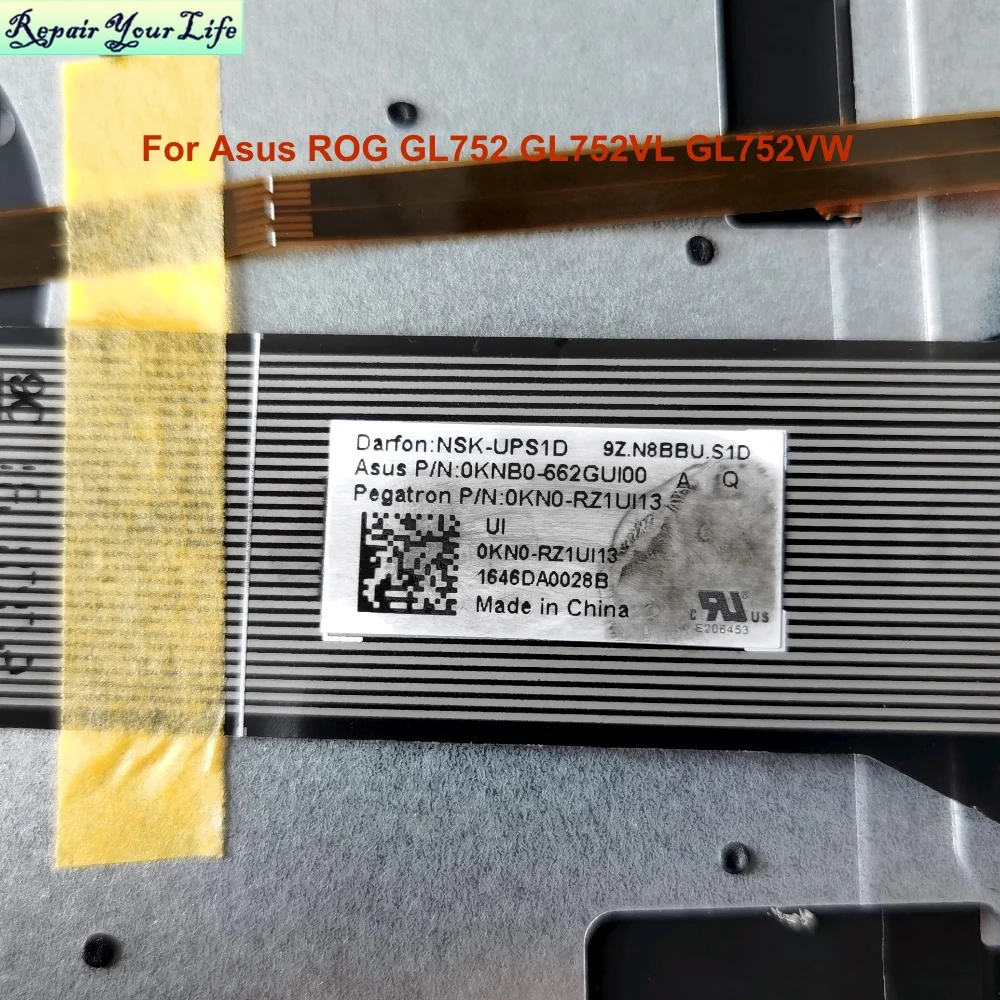 Repair Your Life
For Asus ROG GL752 GL752VL GL752VW
Darfon:NSK-UPS1D 9Z.N8BBU.S1D
Asus P/N:0KNB0-662GUI00 A Q
Pegatron P/N:0KN0-RZ1UI13
UI
0KN0-RZ1UI13
1646DA0028B
Made in China
c RU ® US
E206453